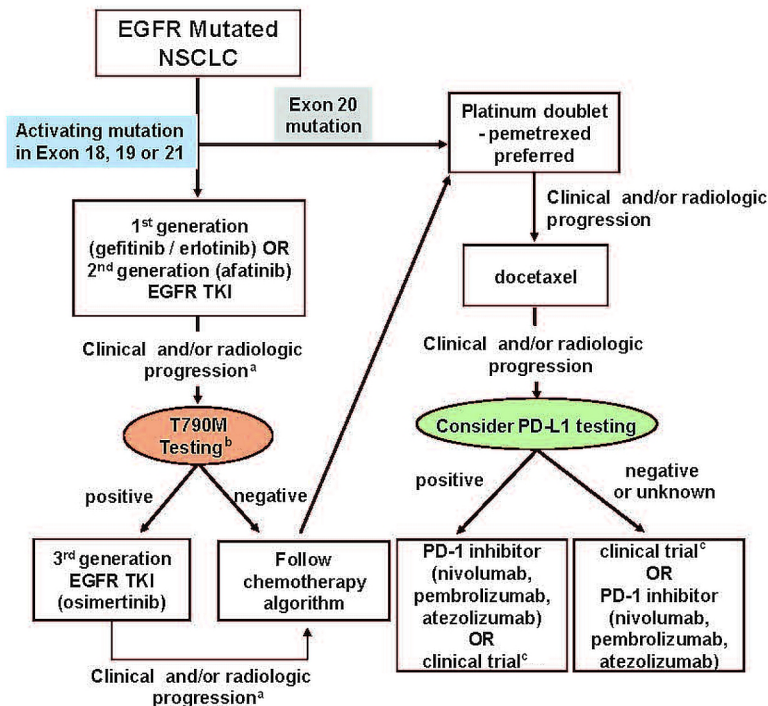 EGFR Mutated
NSCLC
Exon 20
mutation
Activating mutation
in Exon 18, 19 or 21
Platinum doublet
- pemetrexed
preferred
1st generation
(gefitinib / erlotinib) OR
2nd generation (afatinib)
EGFR TKI
Clinical and/or radiologic
progression
docetaxel
Clinical and/or radiologic
progressionᵃ
Clinical and/or radiologic
progression
T790M
Testingᵇ
Consider PD-L1 testing
positive
negative
positive
negative
or unknown
3rd generation
EGFR TKI
(osimertinib)
Follow
chemotherapy
algorithm
PD-1 inhibitor
(nivolumab,
pembrolizumab,
atezolizumab)
OR
clinical trialᶜ
clinical trialᶜ
OR
PD-1 inhibitor
(nivolumab,
pembrolizumab,
atezolizumab)
Clinical and/or radiologic
progressionᵃ